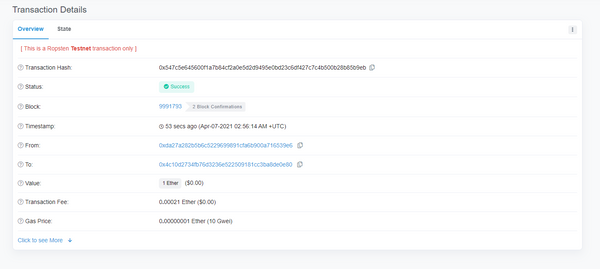 Transaction Details
Overview State
[ This is a Ropsten Testnet transaction only ]
Transaction Hash: 0x547c5e645600f1a7b84cf2a0e5d2d9495e0bd23c6df427c7c4b500b28b85b9eb
Status: Success
Block: 9991793 2 Block Confirmations
Timestamp: 53 secs ago (Apr-07-2021 02:56:14 AM +UTC)
From: 0xda27a282b5b6c5229699891cfa6b900a716539e6
To: 0x4c10d2734fb76d3236e522509181cc3ba8de0e80
Value: 1 Ether ($0.00)
Transaction Fee: 0.00021 Ether ($0.00)
Gas Price: 0.00000001 Ether (10 Gwei)
Click to see More